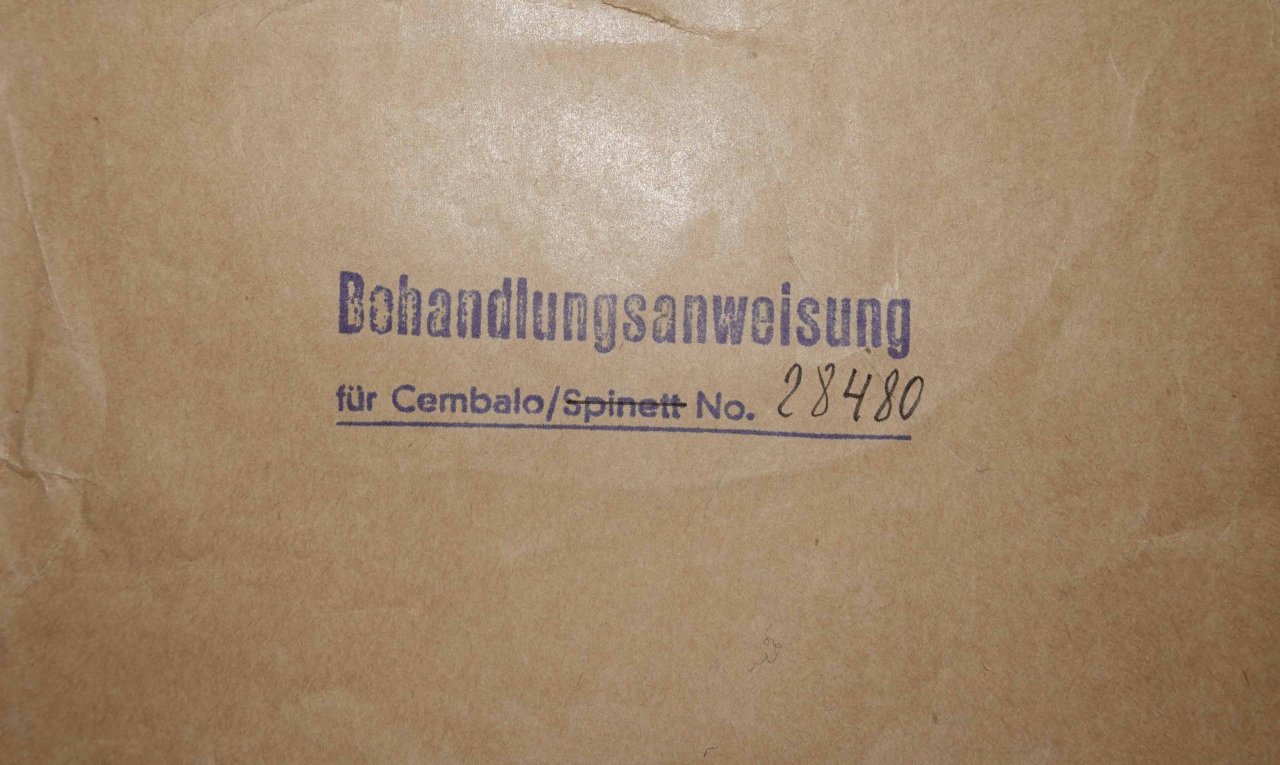 Behandlungsanweisung
für Cembalo/Spinett No. 28480